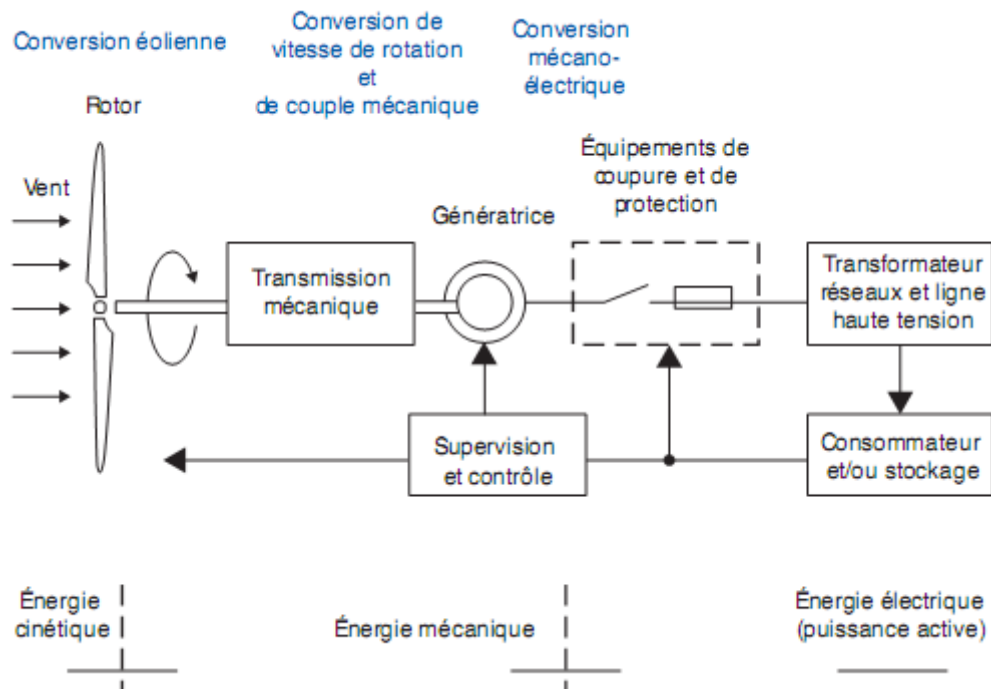 Conversion éolienne
Conversion de
vitesse de rotation
et
de couple mécanique
Conversion
mécano-
électrique
Rotor
Vent
Équipements de
coupure et de
protection
Génératrice
Transmission
mécanique
Transformateur
réseaux et ligne
haute tension
Supervision
et contrôle
Consommateur
et/ou stockage
Énergie
cinétique
Énergie mécanique
Énergie électrique
(puissance active)